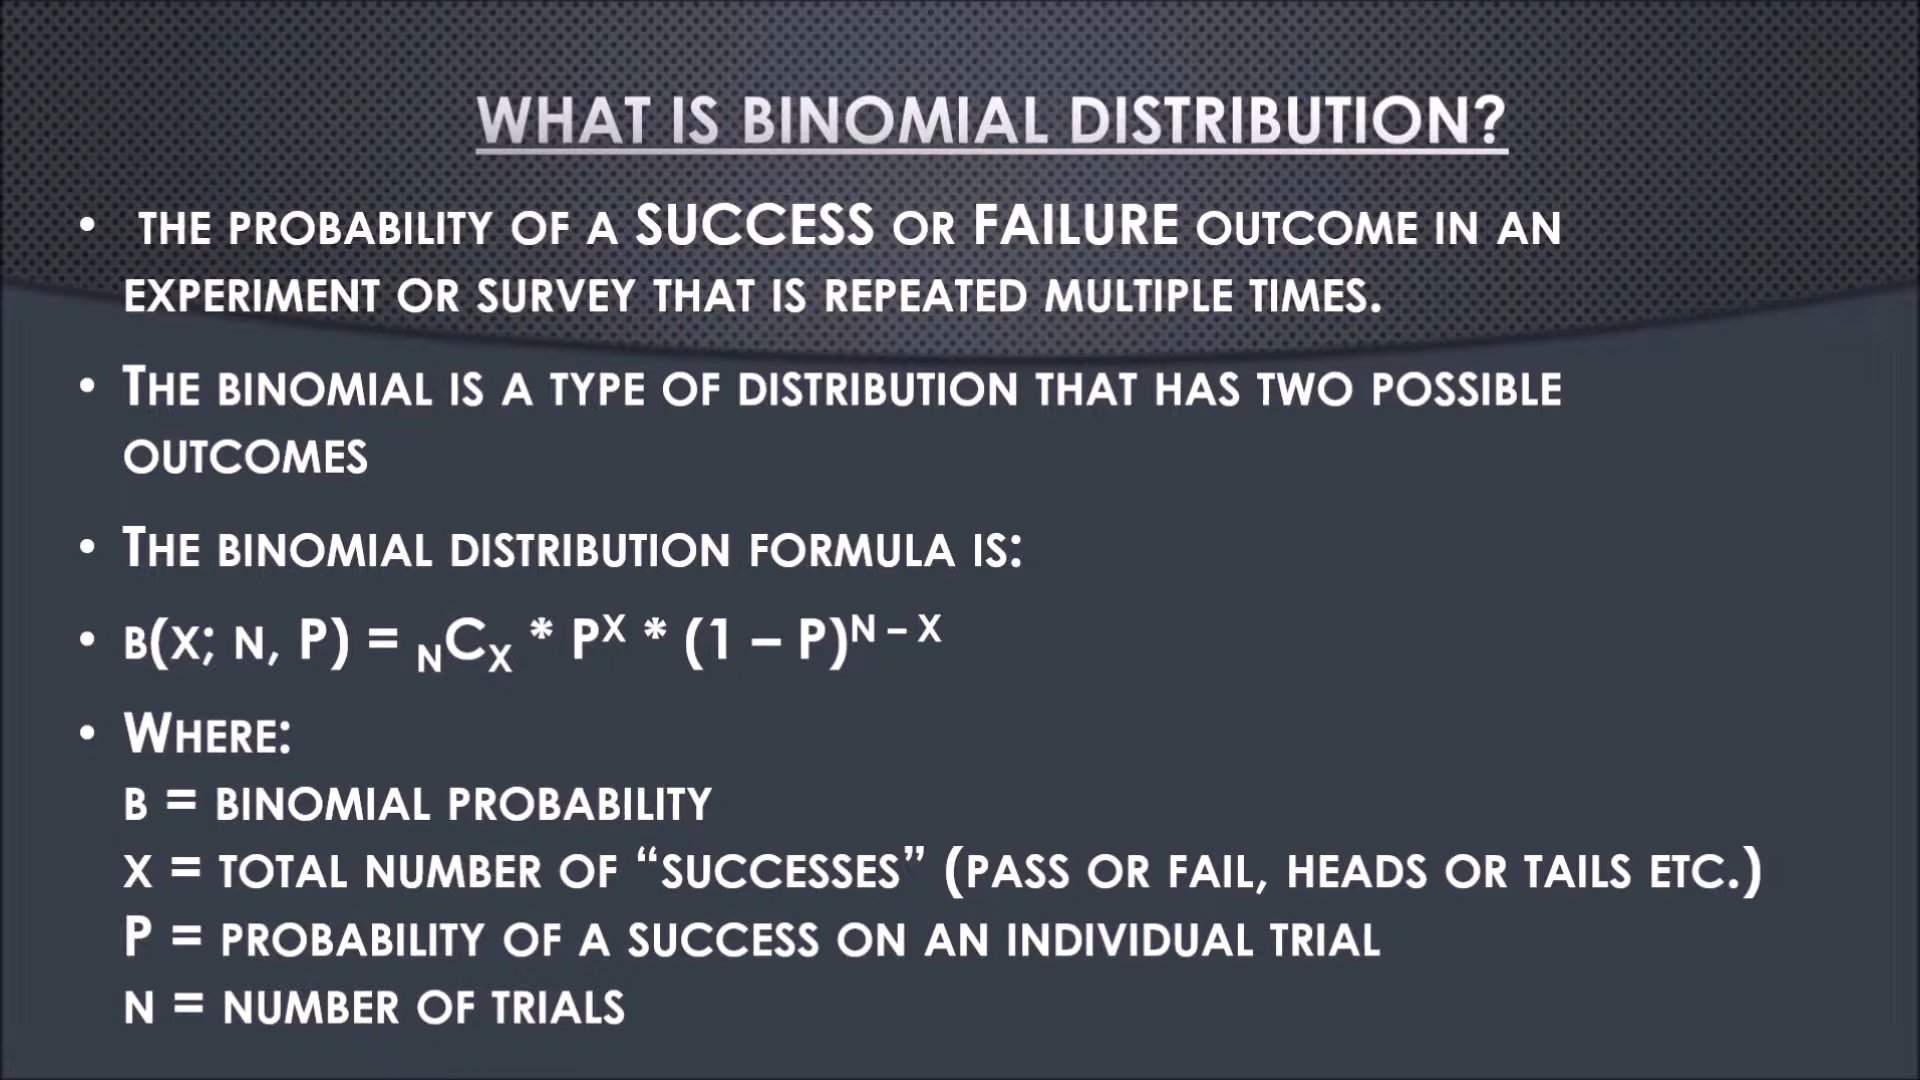 WHAT IS BINOMIAL DISTRIBUTION?
• THE PROBABILITY OF A SUCCESS OR FAILURE OUTCOME IN AN
EXPERIMENT OR SURVEY THAT IS REPEATED MULTIPLE TIMES.
• THE BINOMIAL IS A TYPE OF DISTRIBUTION THAT HAS TWO POSSIBLE
OUTCOMES
• THE BINOMIAL DISTRIBUTION FORMULA IS:
• B(X; N, P) = ₙCₓ * Pˣ * (1 – P)ᴺ⁻ˣ
• WHERE:
B = BINOMIAL PROBABILITY
X = TOTAL NUMBER OF “SUCCESSES” (PASS OR FAIL, HEADS OR TAILS ETC.)
P = PROBABILITY OF A SUCCESS ON AN INDIVIDUAL TRIAL
N = NUMBER OF TRIALS